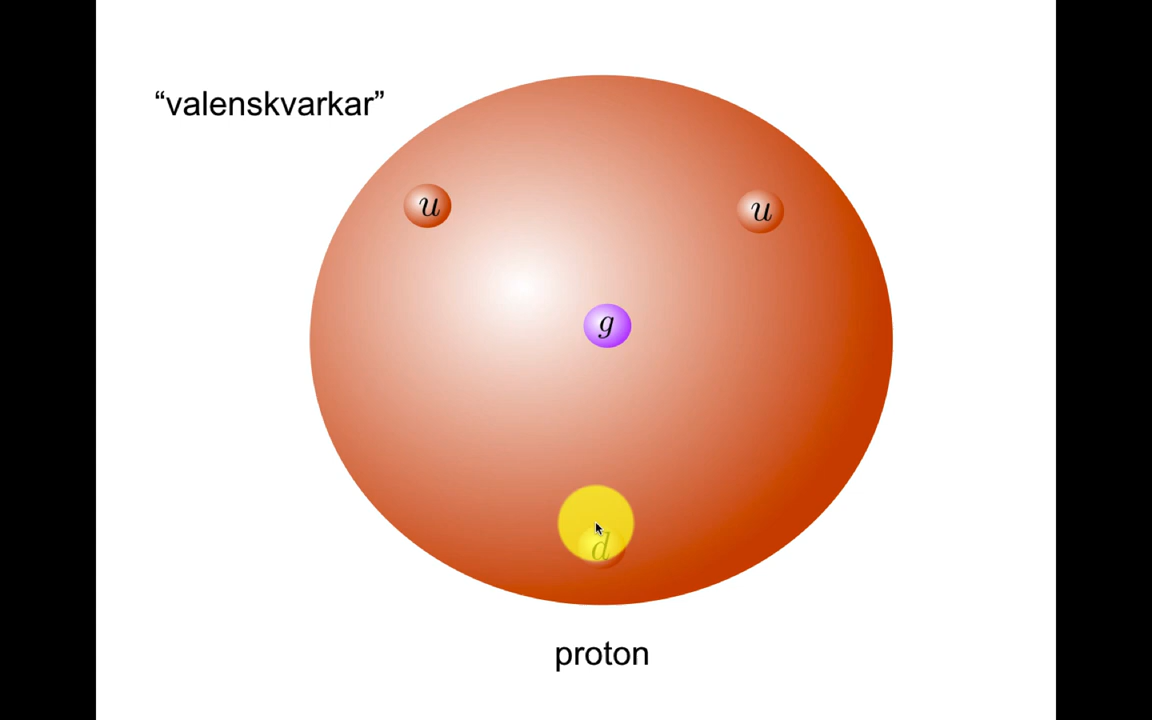 “valenskvarkar”
u
u
g
d
proton